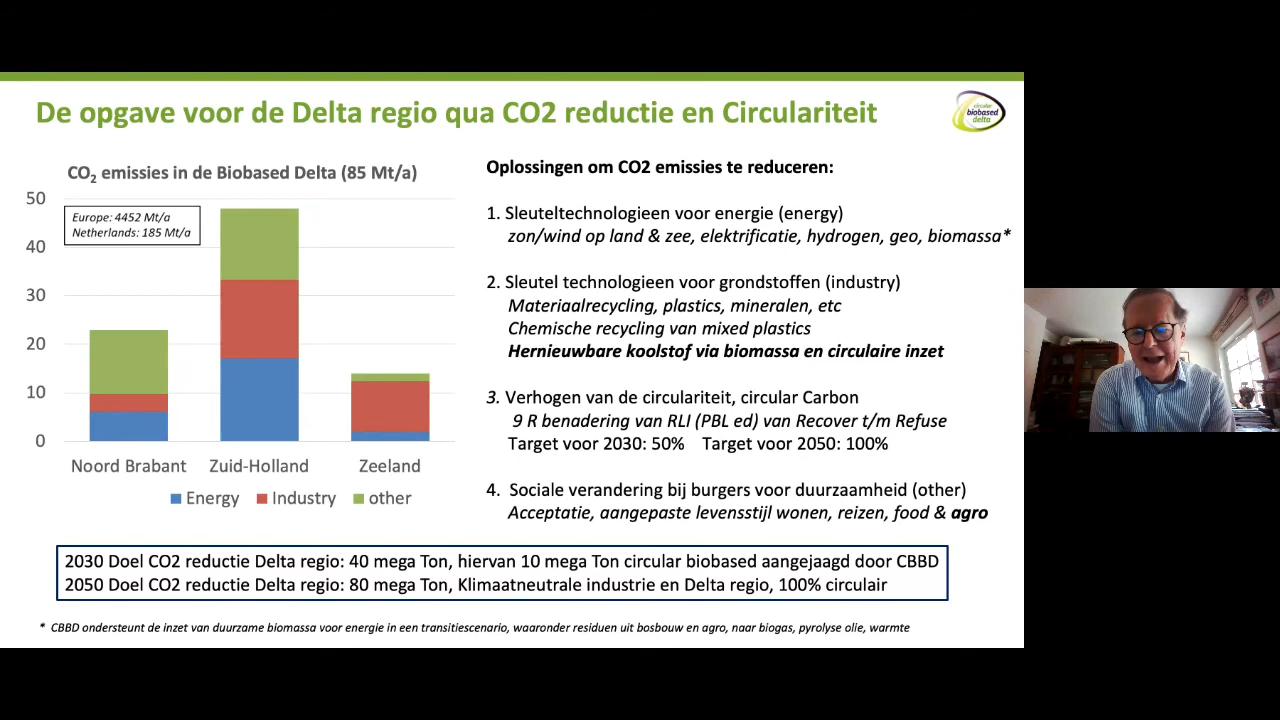 De opgave voor de Delta regio qua CO2 reductie en Circulariteit
circular
biobased
delta
CO2 emissies in de Biobased Delta (85 Mt/a)
50
40
30
20
10
0
Europe: 4452 Mt/a
Netherlands: 185 Mt/a
Noord Brabant Zuid-Holland Zeeland
Energy Industry other
Oplossingen om CO2 emissies te reduceren:
1. Sleuteltechnologieen voor energie (energy)
zon/wind op land & zee, elektrificatie, hydrogen, geo, biomassa*
2. Sleutel technologieen voor grondstoffen (industry)
Materiaalrecycling, plastics, mineralen, etc
Chemische recycling van mixed plastics
Hernieuwbare koolstof via biomassa en circulaire inzet
3. Verhogen van de circulariteit, circular Carbon
9 R benadering van RLI (PBL ed) van Recover t/m Refuse
Target voor 2030: 50% Target voor 2050: 100%
4. Sociale verandering bij burgers voor duurzaamheid (other)
Acceptatie, aangepaste levensstijl wonen, reizen, food & agro
2030 Doel CO2 reductie Delta regio: 40 mega Ton, hiervan 10 mega Ton circular biobased aangejaagd door CBBD
2050 Doel CO2 reductie Delta regio: 80 mega Ton, Klimaatneutrale industrie en Delta regio, 100% circulair
* CBBD ondersteunt de inzet van duurzame biomassa voor energie in een transitiescenario, waaronder residuen uit bosbouw en agro, naar biogas, pyrolyse olie, warmte